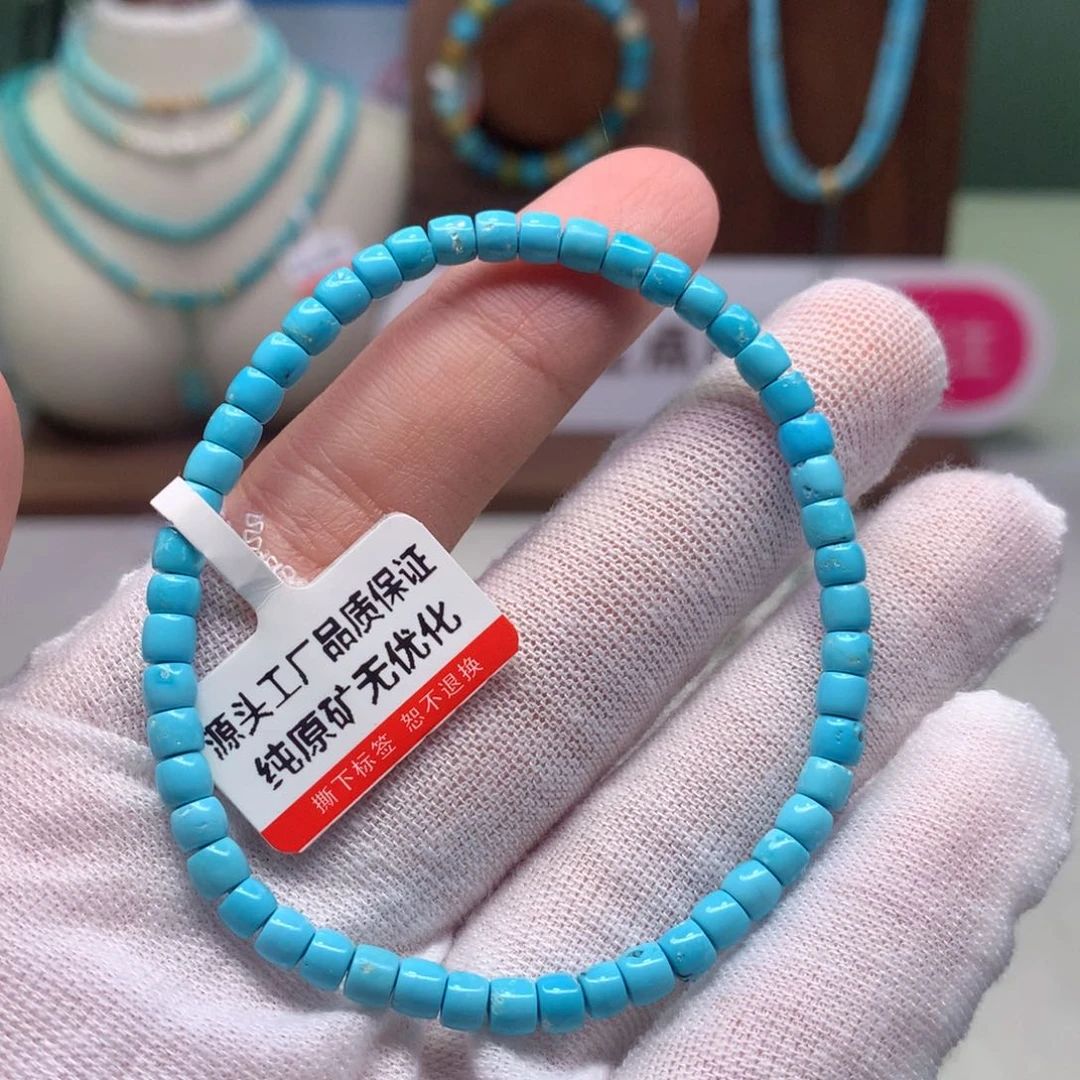 源头工厂品质保证
纯原矿无优化
撕下标签 恕不退换